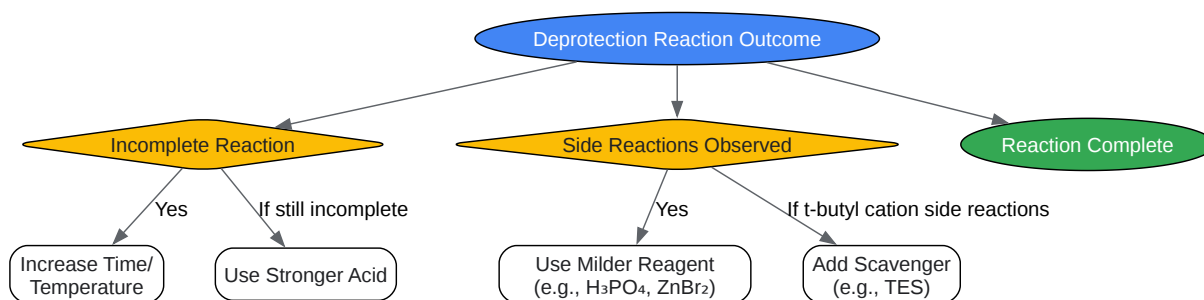 Deprotection Reaction Outcome
Incomplete Reaction
Side Reactions Observed
Reaction Complete
Yes
If still incomplete
Yes
If t-butyl cation side reactions
Increase Time/
Temperature
Use Stronger Acid
Use Milder Reagent
(e.g., H₃PO₄, ZnBr₂)
Add Scavenger
(e.g., TES)